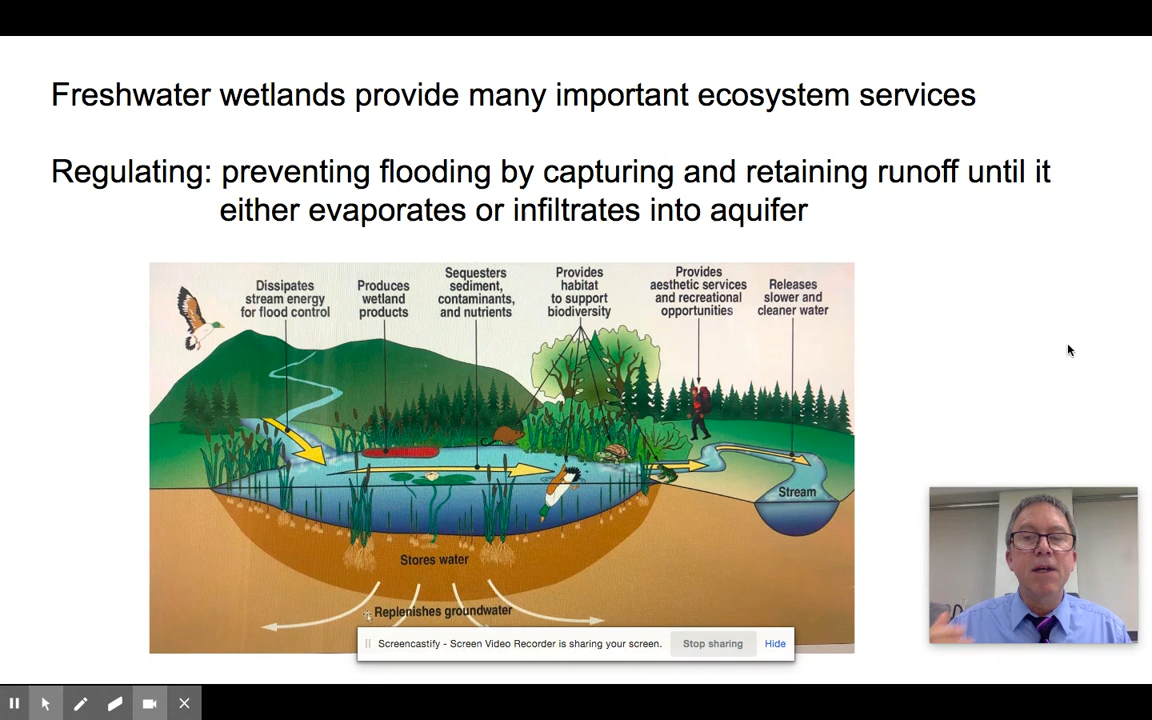 Freshwater wetlands provide many important ecosystem services
Regulating: preventing flooding by capturing and retaining runoff until it
either evaporates or infiltrates into aquifer
Dissipates
stream energy
for flood control
Produces
wetland
products
Sequesters
sediment,
contaminants,
and nutrients
Provides
habitat
to support
biodiversity
Provides
aesthetic services
and recreational
opportunities
Releases
slower and
cleaner water
Stream
Stores water
Replenishes groundwater
Screencastify - Screen Video Recorder is sharing your screen.
Stop sharing
Hide